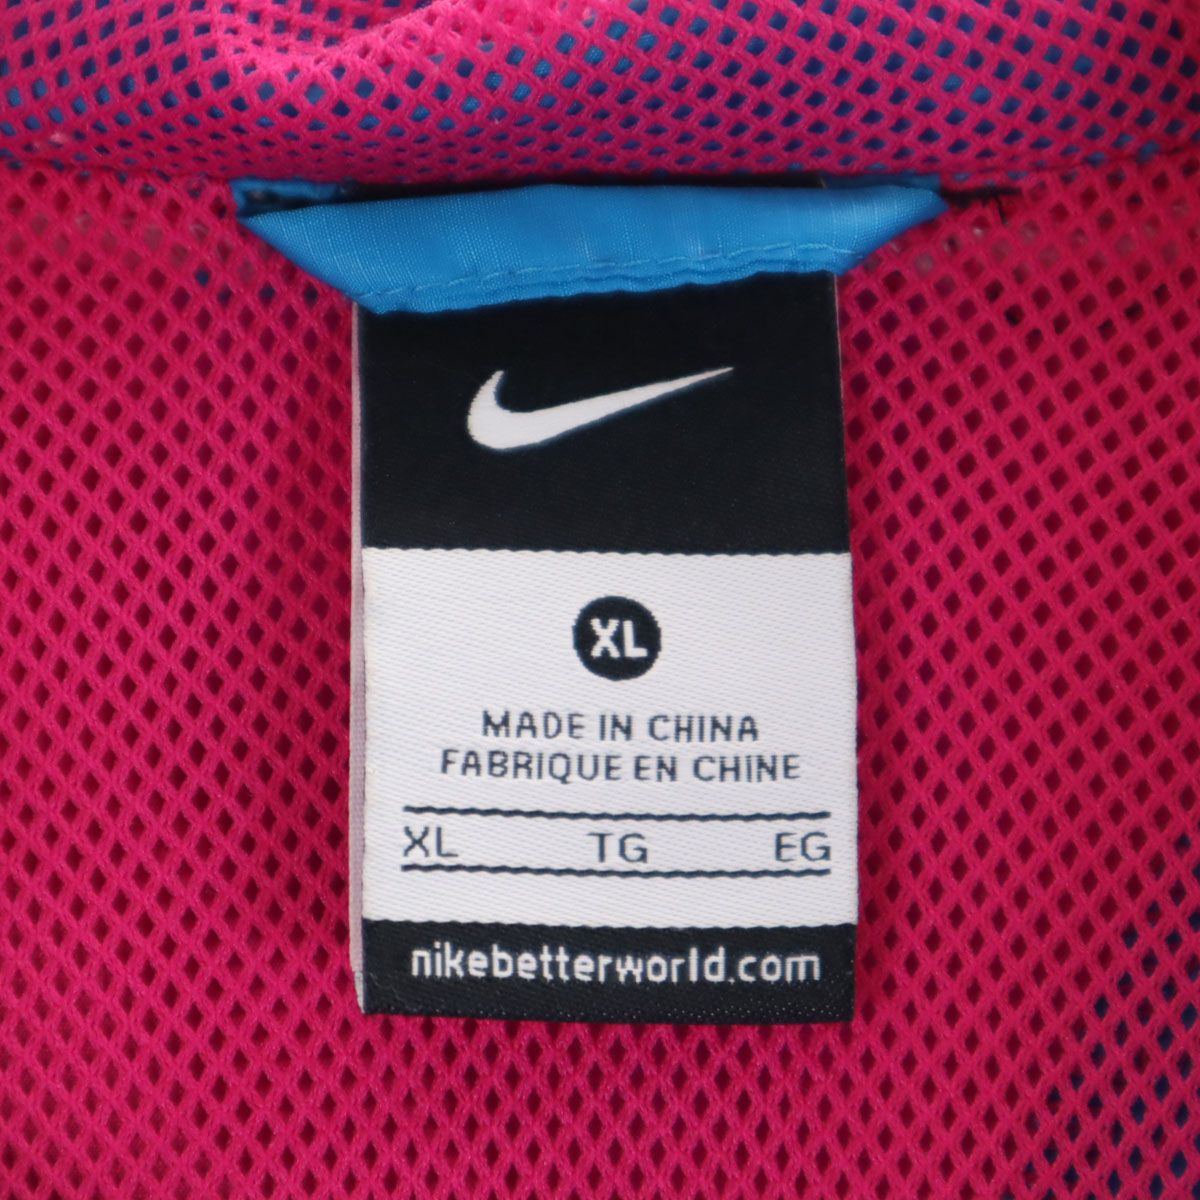 XL
MADE IN CHINA
FABRIQUE EN CHINE
XL TG EG
nikebetterworld.com